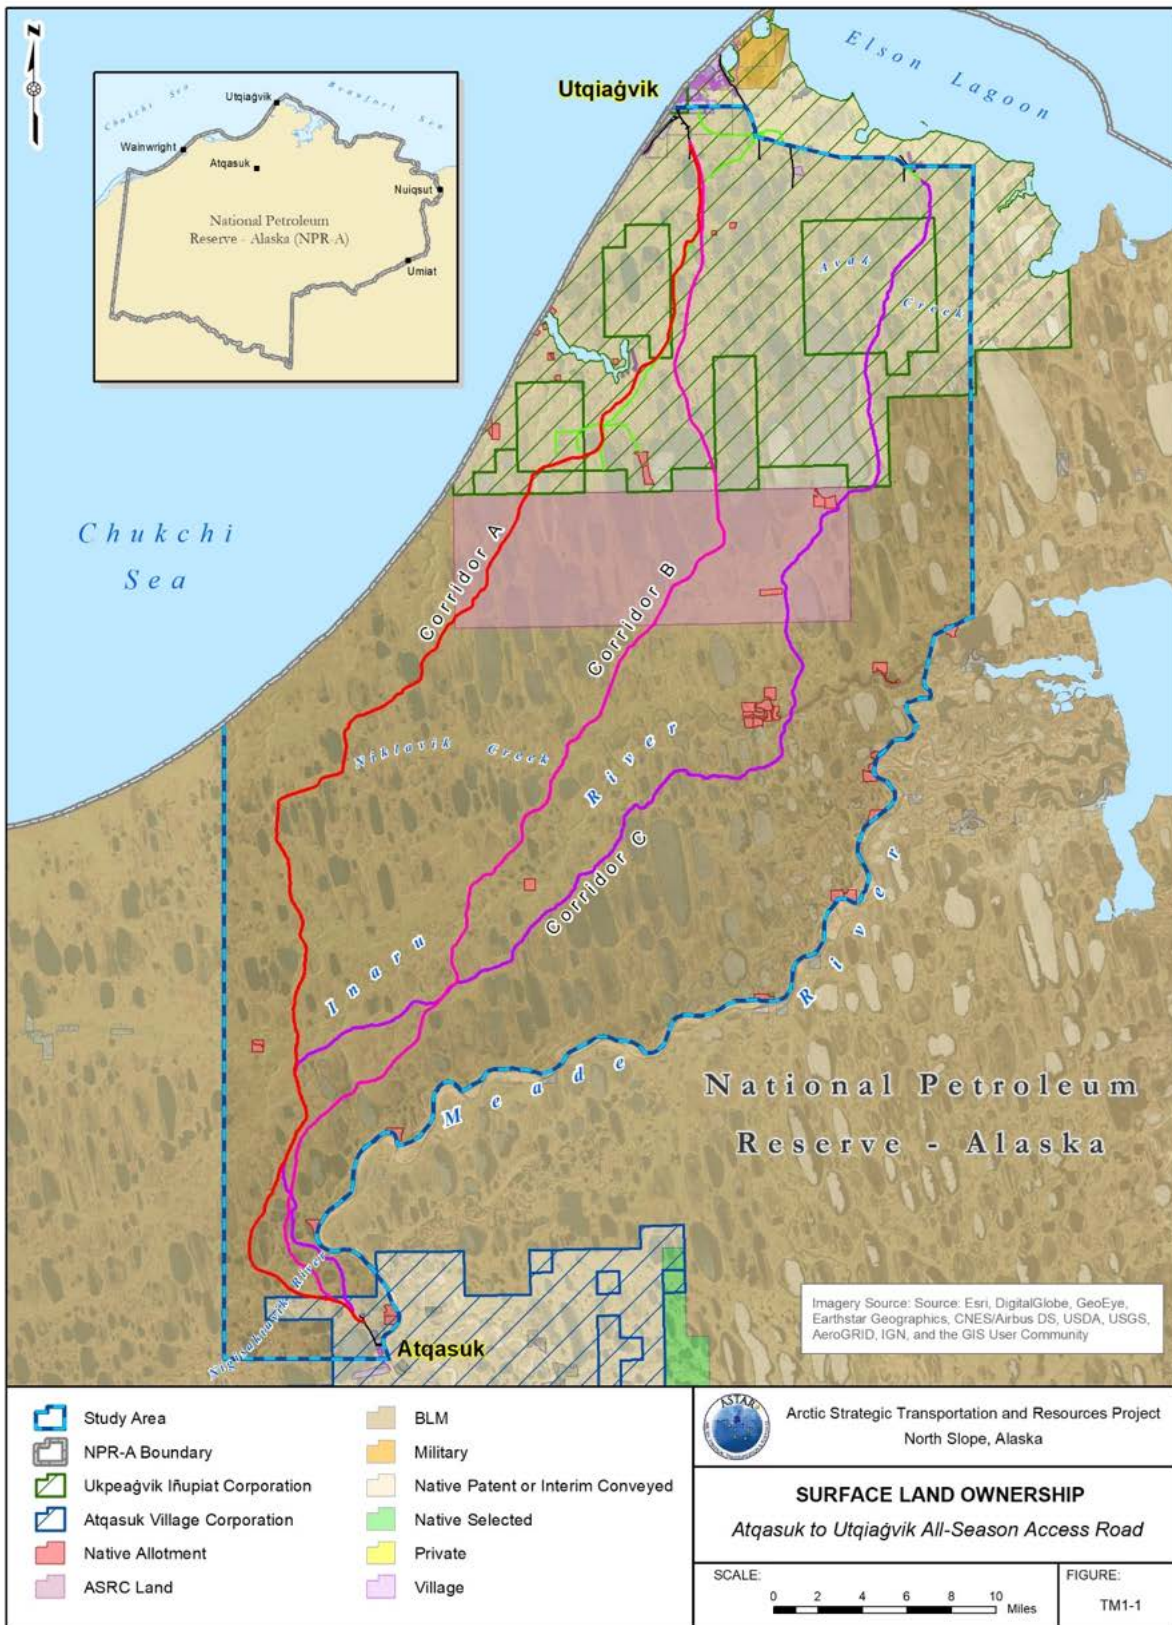 N
Utqiaġvik
Elson Lagoon
Chukchi Sea
Beaufort Sea
Utqiaġvik
Wainwright
Atqasuk
Nuiqsut
National Petroleum
Reserve - Alaska (NPR-A)
Umiat
Avak
Creek
Chukchi
Sea
Corridor A
Corridor B
Niklavik Creek
River
Corridor C
Inaru
River
Meade
National Petroleum
Reserve - Alaska
River
Atqasuk
Imagery Source: Source: Esri, DigitalGlobe, GeoEye,
Earthstar Geographics, CNES/Airbus DS, USDA, USGS,
AeroGRID, IGN, and the GIS User Community
Study Area
NPR-A Boundary
Ukpeaġvik Iñupiat Corporation
Atqasuk Village Corporation
Native Allotment
ASRC Land
BLM
Military
Native Patent or Interim Conveyed
Native Selected
Private
Village
ASTAR
Arctic Strategic Transportation and Resources Project
North Slope, Alaska
SURFACE LAND OWNERSHIP
Atqasuk to Utqiaġvik All-Season Access Road
SCALE:
0 2 4 6 8 10
Miles
FIGURE:
TM1-1